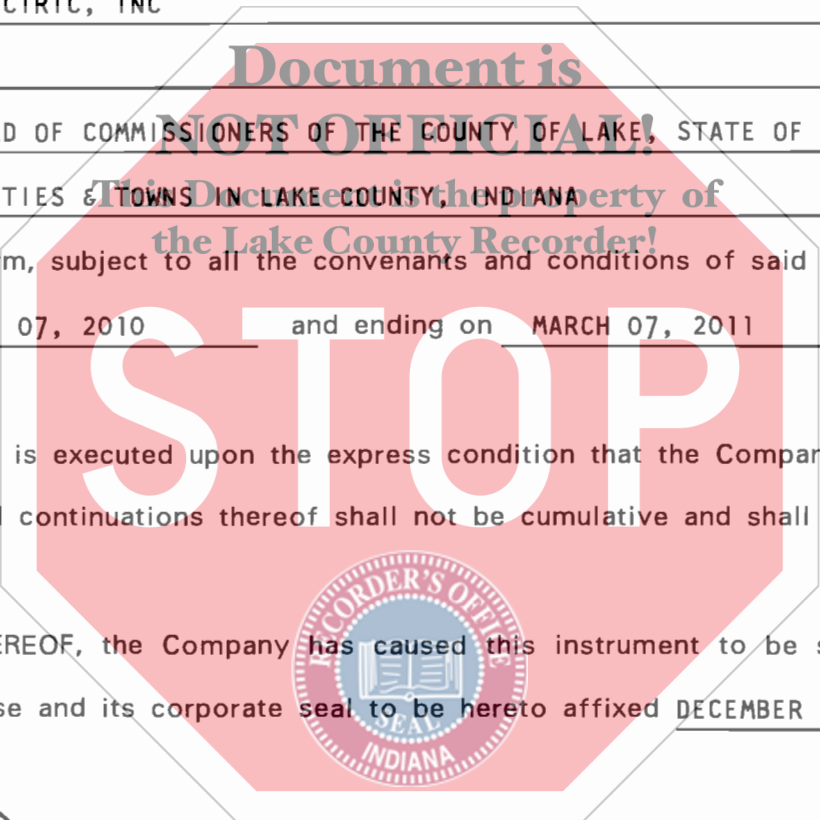 CTRIC, INC
Document is
D OF COMMISSIONERS OF THE COUNTY OF LAKE, STATE OF
NOT OFFICIAL!
TIES & TOWNS IN LAKE COUNTY, INDIANA
This Document is the property of
the Lake County Recorder!
m, subject to all the convenants and conditions of said
07, 2010 and ending on MARCH 07, 2011
STOP
is executed upon the express condition that the Compan
continuations thereof shall not be cumulative and shall
RECORDER'S OFFICE
EREOF, the Company has caused this instrument to be s
se and its corporate seal to be hereto affixed DECEMBER
SEAL
INDIANA